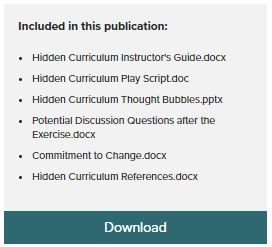 Included in this publication:
Hidden Curriculum Instructor's Guide.docx
Hidden Curriculum Play Script.doc
Hidden Curriculum Thought Bubbles.pptx
Potential Discussion Questions after the
Exercise.docx
Commitment to Change.docx
Hidden Curriculum References.docx
Download